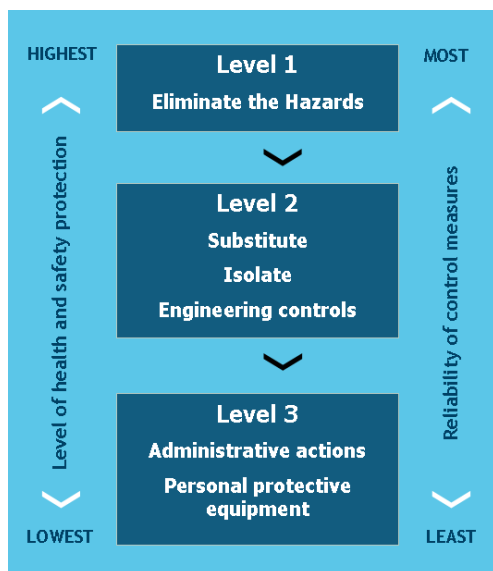 HIGHEST
MOST
Level 1
Eliminate the Hazards
Level 2
Substitute
Isolate
Engineering controls
Level 3
Administrative actions
Personal protective
equipment
Level of health and safety protection
Reliability of control measures
LOWEST
LEAST